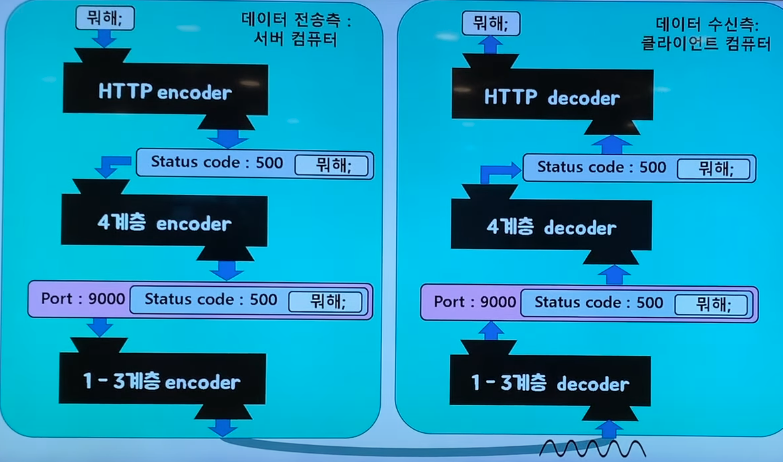 뭐해;
데이터 전송측 :
서버 컴퓨터
HTTP encoder
Status code : 500 뭐해;
4계층 encoder
Port : 9000 Status code : 500 뭐해;
1 - 3계층 encoder
뭐해;
데이터 수신측:
클라이언트 컴퓨터
HTTP decoder
Status code : 500 뭐해;
4계층 decoder
Port : 9000 Status code : 500 뭐해;
1 - 3계층 decoder